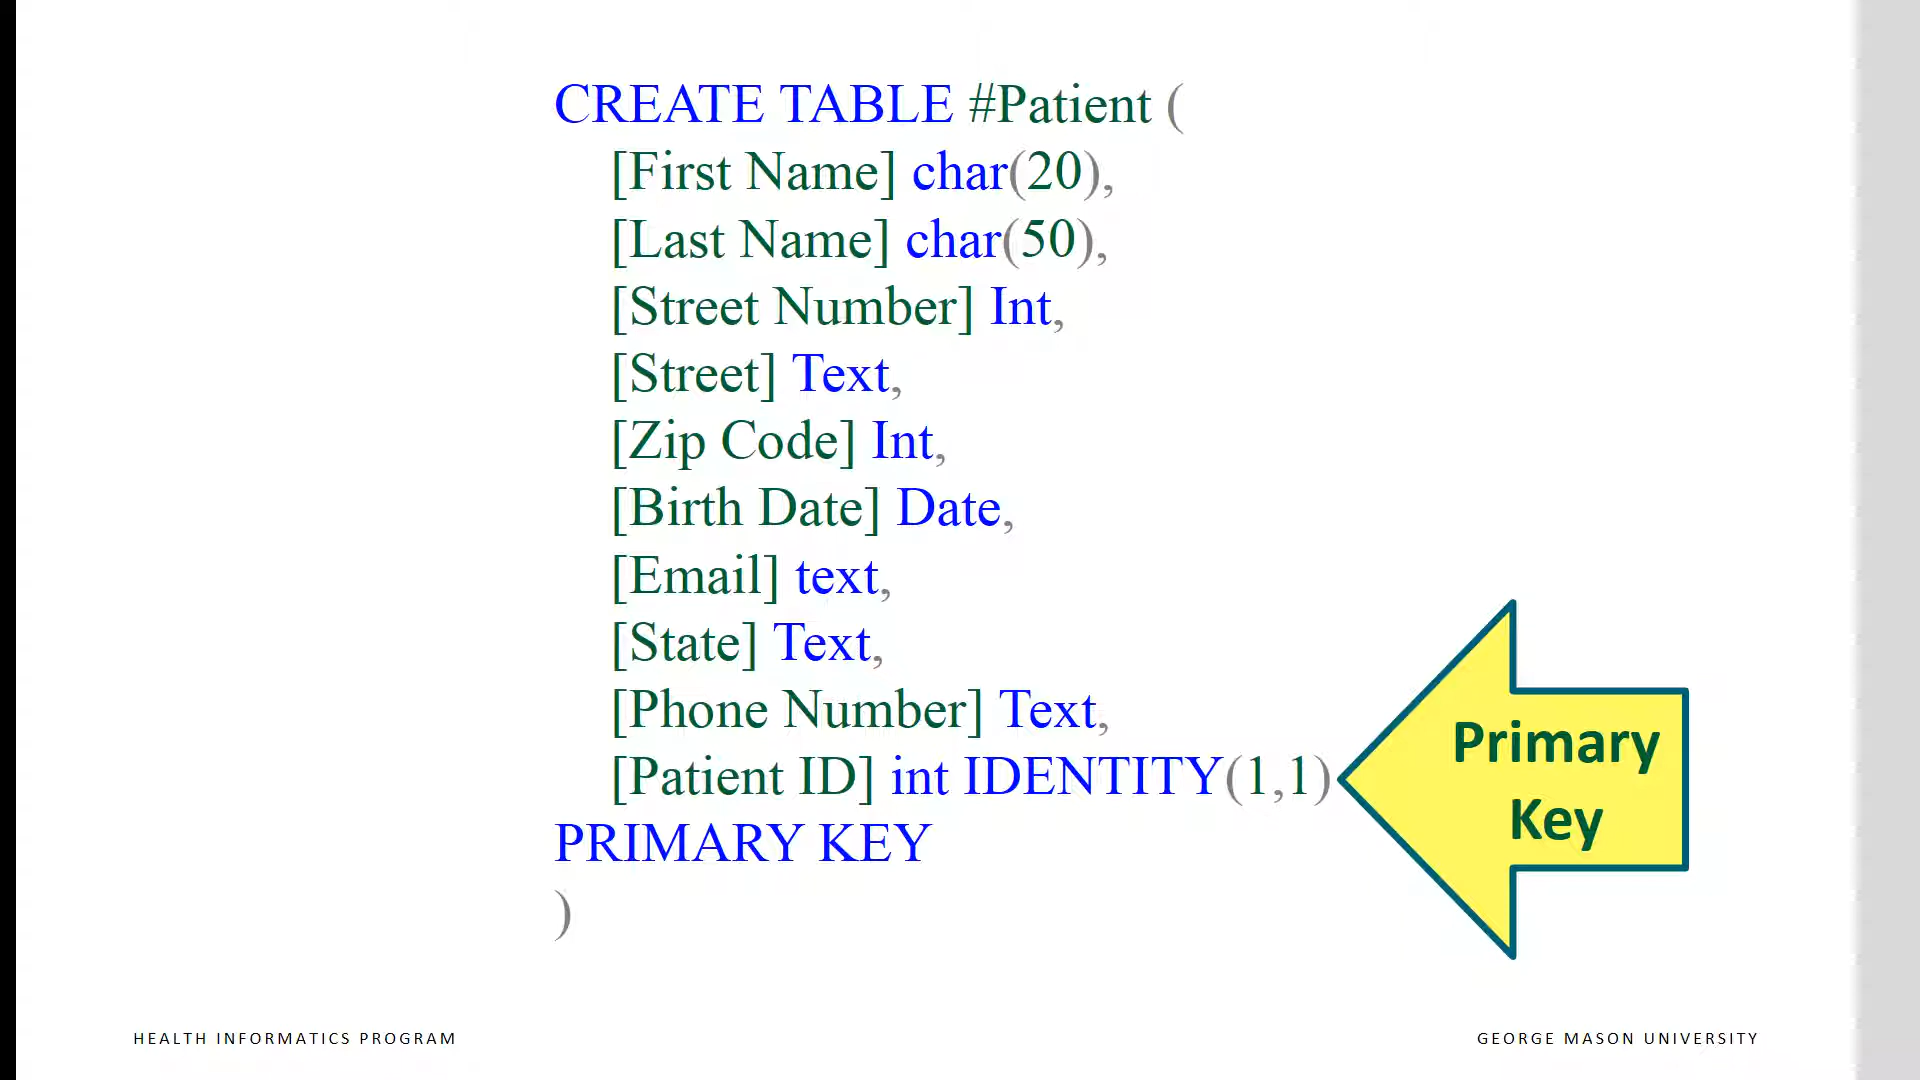 CREATE TABLE #Patient (
[First Name] char(20),
[Last Name] char(50),
[Street Number] Int,
[Street] Text,
[Zip Code] Int,
[Birth Date] Date,
[Email] text,
[State] Text,
[Phone Number] Text,
[Patient ID] int IDENTITY(1,1)
PRIMARY KEY
)
Primary
Key
HEALTH INFORMATICS PROGRAM
GEORGE MASON UNIVERSITY